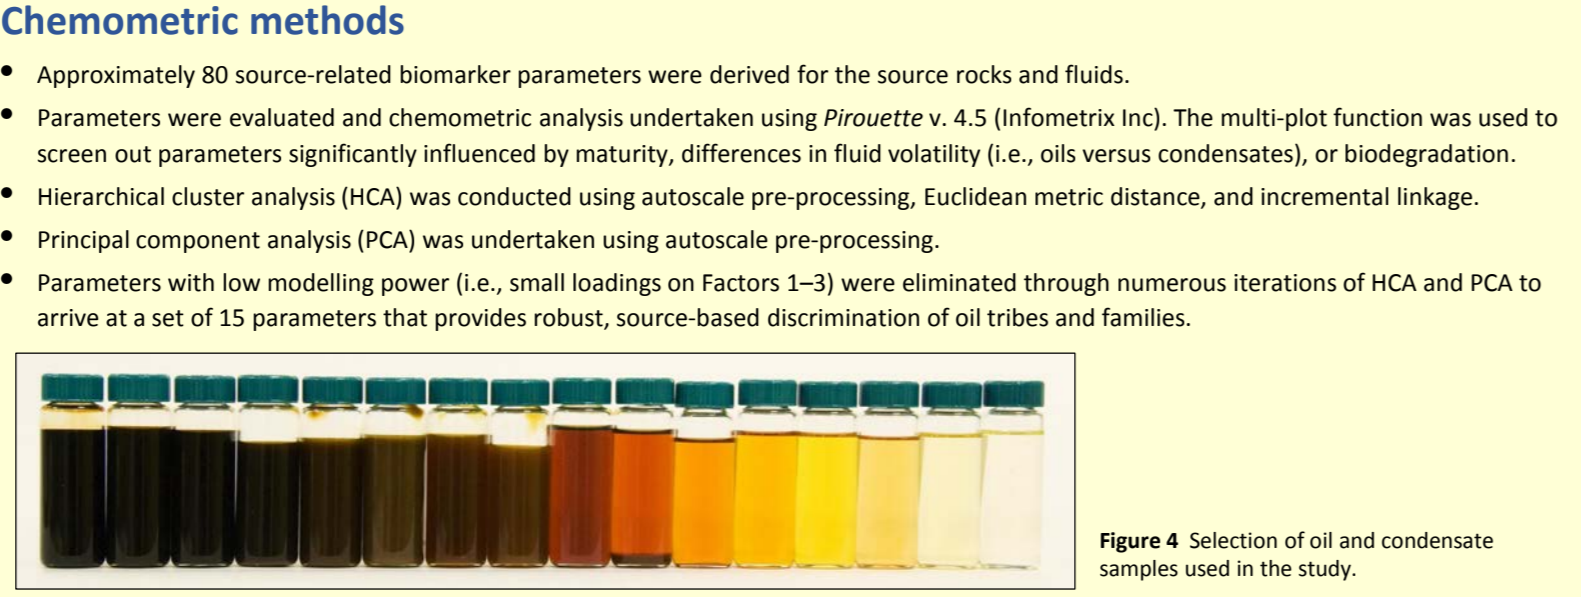 Chemometric methods
• Approximately 80 source-related biomarker parameters were derived for the source rocks and fluids.
• Parameters were evaluated and chemometric analysis undertaken using Pirouette v. 4.5 (Infometrix Inc). The multi-plot function was used to
screen out parameters significantly influenced by maturity, differences in fluid volatility (i.e., oils versus condensates), or biodegradation.
• Hierarchical cluster analysis (HCA) was conducted using autoscale pre-processing, Euclidean metric distance, and incremental linkage.
• Principal component analysis (PCA) was undertaken using autoscale pre-processing.
• Parameters with low modelling power (i.e., small loadings on Factors 1–3) were eliminated through numerous iterations of HCA and PCA to
arrive at a set of 15 parameters that provides robust, source-based discrimination of oil tribes and families.
Figure 4 Selection of oil and condensate
samples used in the study.